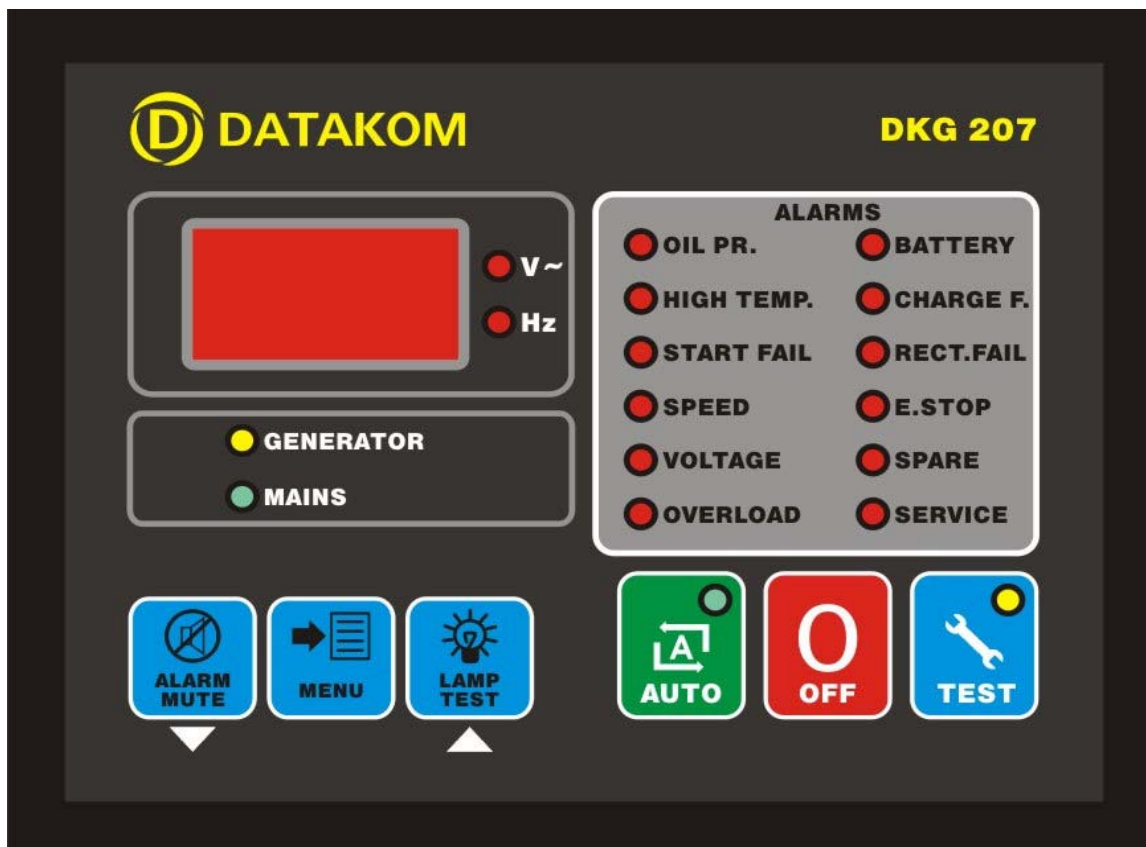 DATAKOM
DKG 207
V~
Hz
GENERATOR
MAINS
ALARMS
OIL PR.
BATTERY
HIGH TEMP.
CHARGE F.
START FAIL
RECT.FAIL
SPEED
E.STOP
VOLTAGE
SPARE
OVERLOAD
SERVICE
ALARM
MUTE
MENU
LAMP
TEST
A
AUTO
O
OFF
TEST